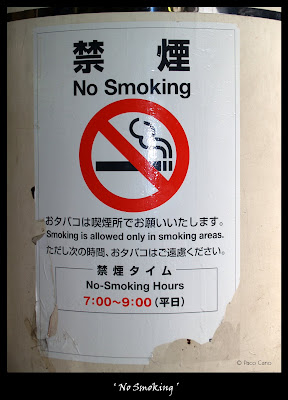 禁煙
No Smoking
おタバコは喫煙所でお願いいたします。
Smoking is allowed only in smoking areas.
ただし次の時間、おタバコはご遠慮ください。
禁煙タイム
No-Smoking Hours
7:00~9:00(平日)
© Paco Cano
'No Smoking'